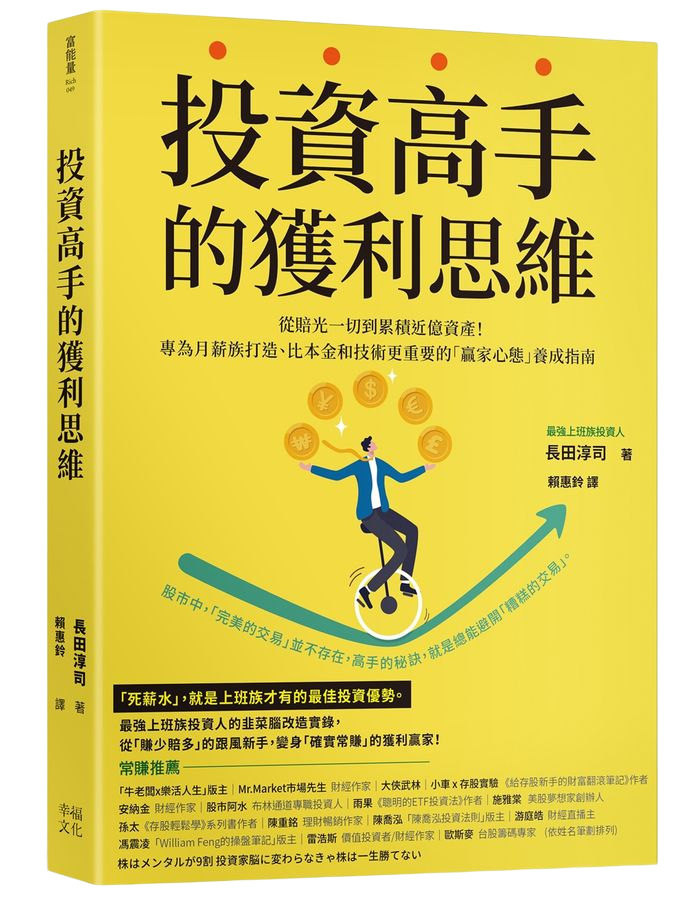 富能量
Rich
049
投資高手的獲利思維
長田淳司 著
賴惠鈴 譯
幸福文化
投資高手
的獲利思維
從賠光一切到累積近億資產！
專為月薪族打造、比本金和技術更重要的「贏家心態」養成指南
¥ $ €
₩ £
最強上班族投資人
長田淳司 著
賴惠鈴 譯
股市中，「完美的交易」並不存在，高手的秘訣，就是總能避開「糟糕的交易」。
「死薪水」，就是上班族才有的最佳投資優勢。
最強上班族投資人的韭菜腦改造實錄，
從「賺少賠多」的跟風新手，變身「確實常賺」的獲利贏家！
常賺推薦
「牛老闆x樂活人生」版主｜Mr.Market市場先生 財經作家｜大俠武林｜小車 x 存股實驗 《給存股新手的財富翻滾筆記》作者
安納金 財經作家｜股市阿水 布林通道專職投資人｜雨果 《聰明的ETF投資法》作者｜施雅棠 美股夢想家創辦人
孫太 《存股輕鬆學》系列書作者｜陳重銘 理財暢銷作家｜陳喬泓 「陳喬泓投資法則」版主｜游庭皓 財經直播主
馮震凌 「William Feng的操盤筆記」版主｜雷浩斯 價值投資者/財經作家｜歐斯麥 台股籌碼專家 （依姓名筆劃排列）
株はメンタルが9割 投資家脳に変わらなきゃ株は一生勝てない